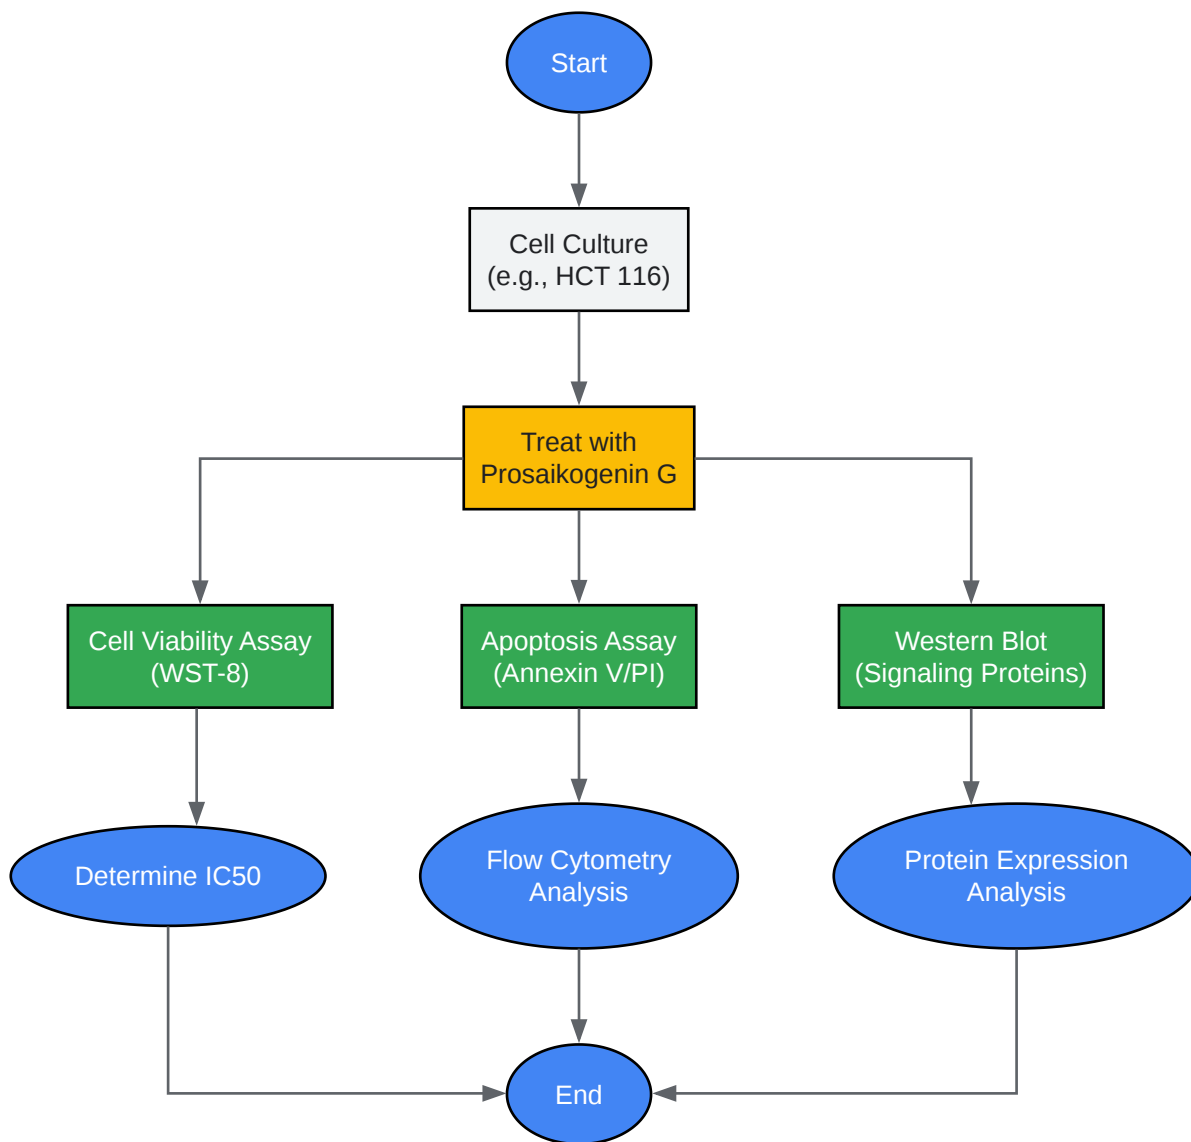 Start
Cell Culture
(e.g., HCT 116)
Treat with
Prosaikogenin G
Cell Viability Assay
(WST-8)
Apoptosis Assay
(Annexin V/PI)
Western Blot
(Signaling Proteins)
Determine IC50
Flow Cytometry
Analysis
Protein Expression
Analysis
End